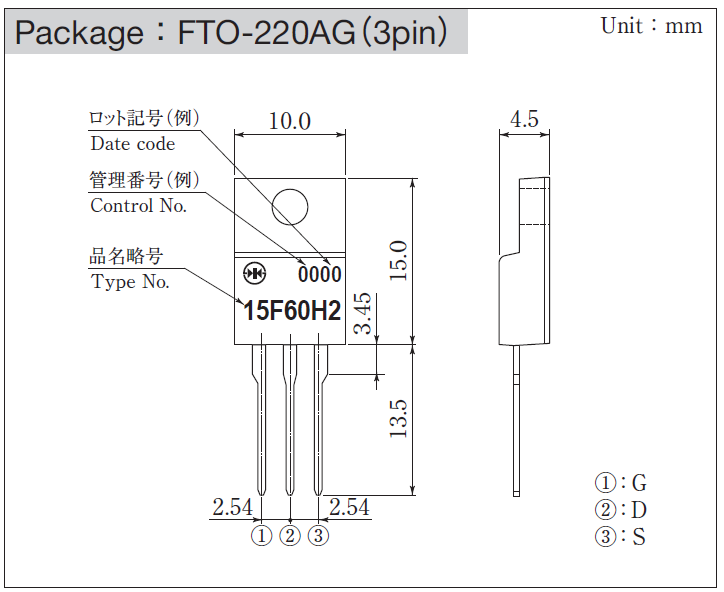 Package：FTO-220AG（3pin）
Unit：mm
ロット記号（例）
Date code
管理番号（例）
Control No.
品名略号
Type No.
10.0
4.5
0000
15F60H2
15.0
3.45
13.5
2.54
2.54
① ② ③
①：G
②：D
③：S